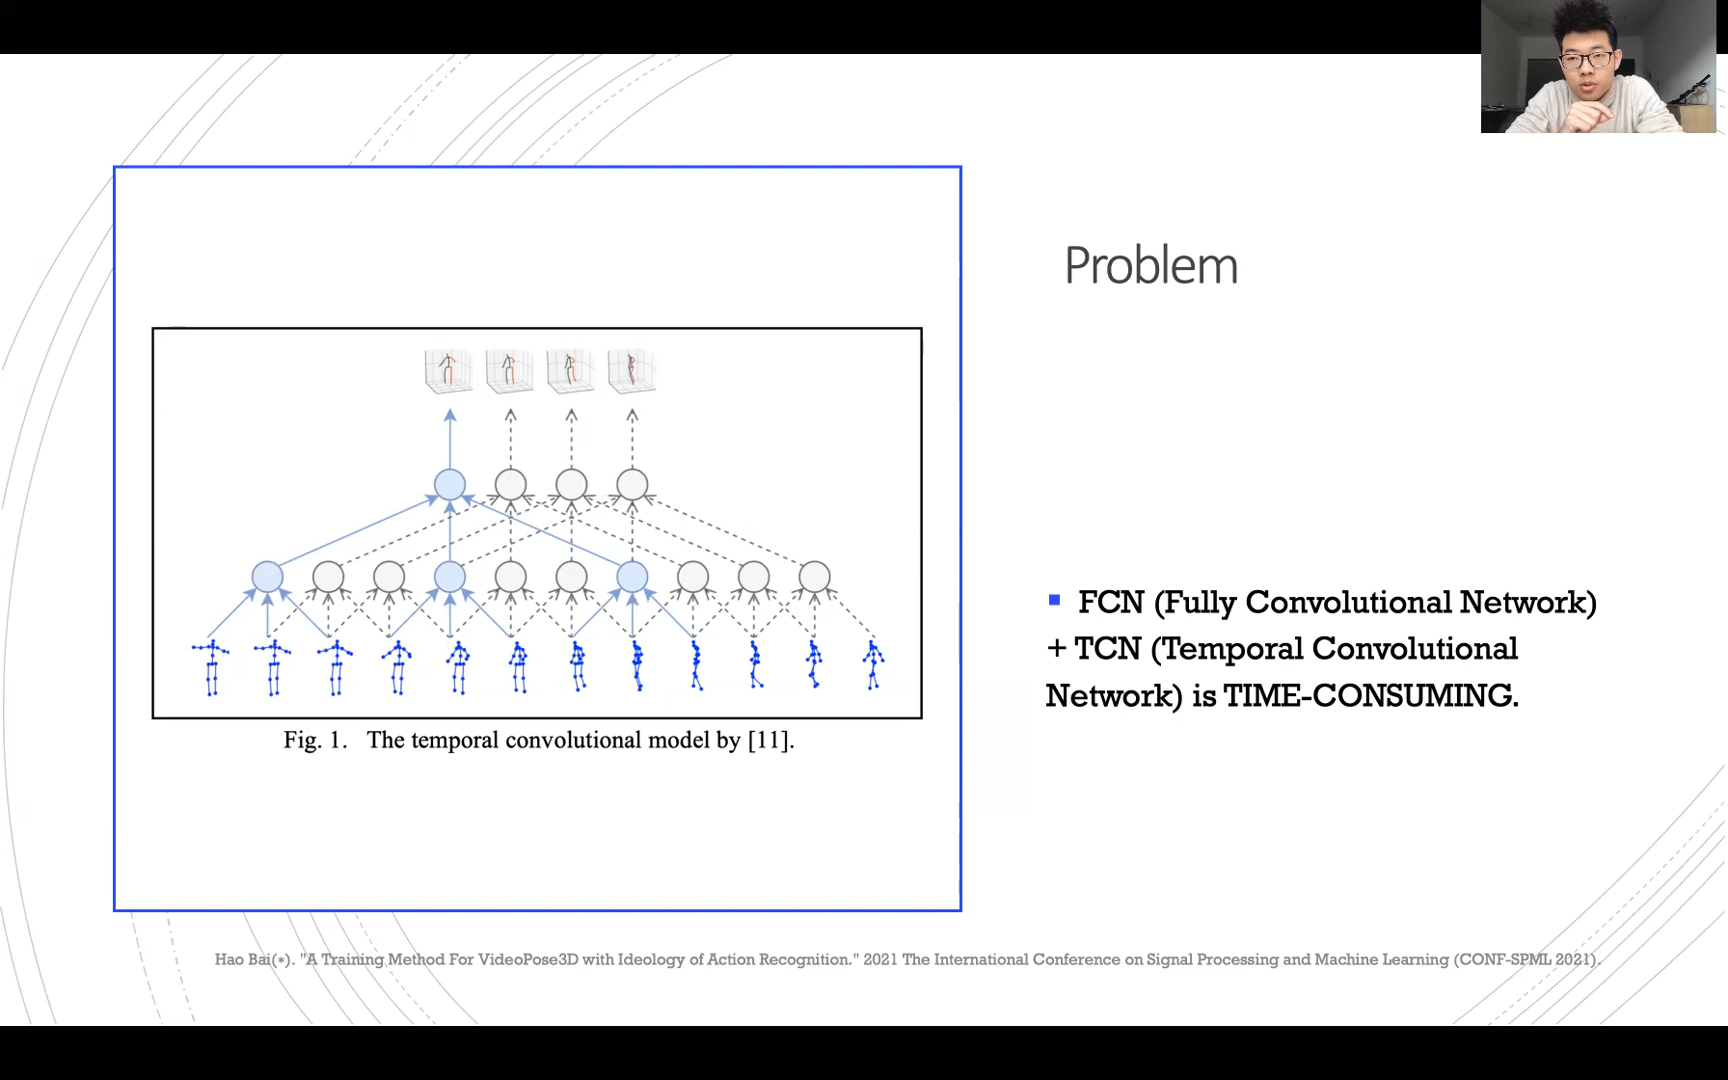 Problem
FCN (Fully Convolutional Network)
+ TCN (Temporal Convolutional
Network) is TIME-CONSUMING.
Fig. 1. The temporal convolutional model by [11].
Hao Bai(*). "A Training Method For VideoPose3D with Ideology of Action Recognition." 2021 The International Conference on Signal Processing and Machine Learning (CONF-SPML 2021).